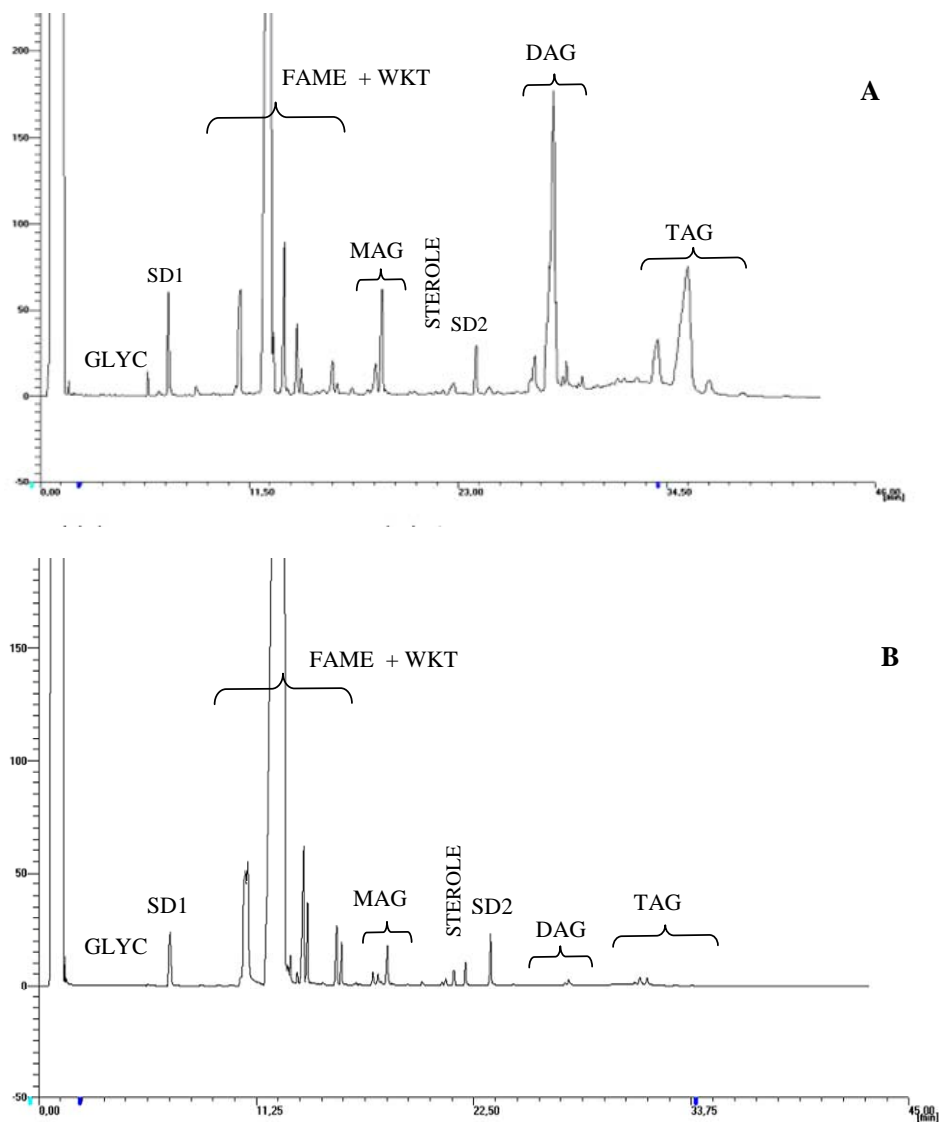 200
DAG
FAME + WKT
A
150
100
TAG
MAG
STEROLE
SD1
SD2
50
GLYC
0
-50
0,00
11,50
23,00
34,50
46,00
[min]
150
FAME + WKT
B
100
50
STEROLE
MAG
SD1
SD2
TAG
DAG
GLYC
0
-50
0,00
11,25
22,50
33,75
45,00
[min]